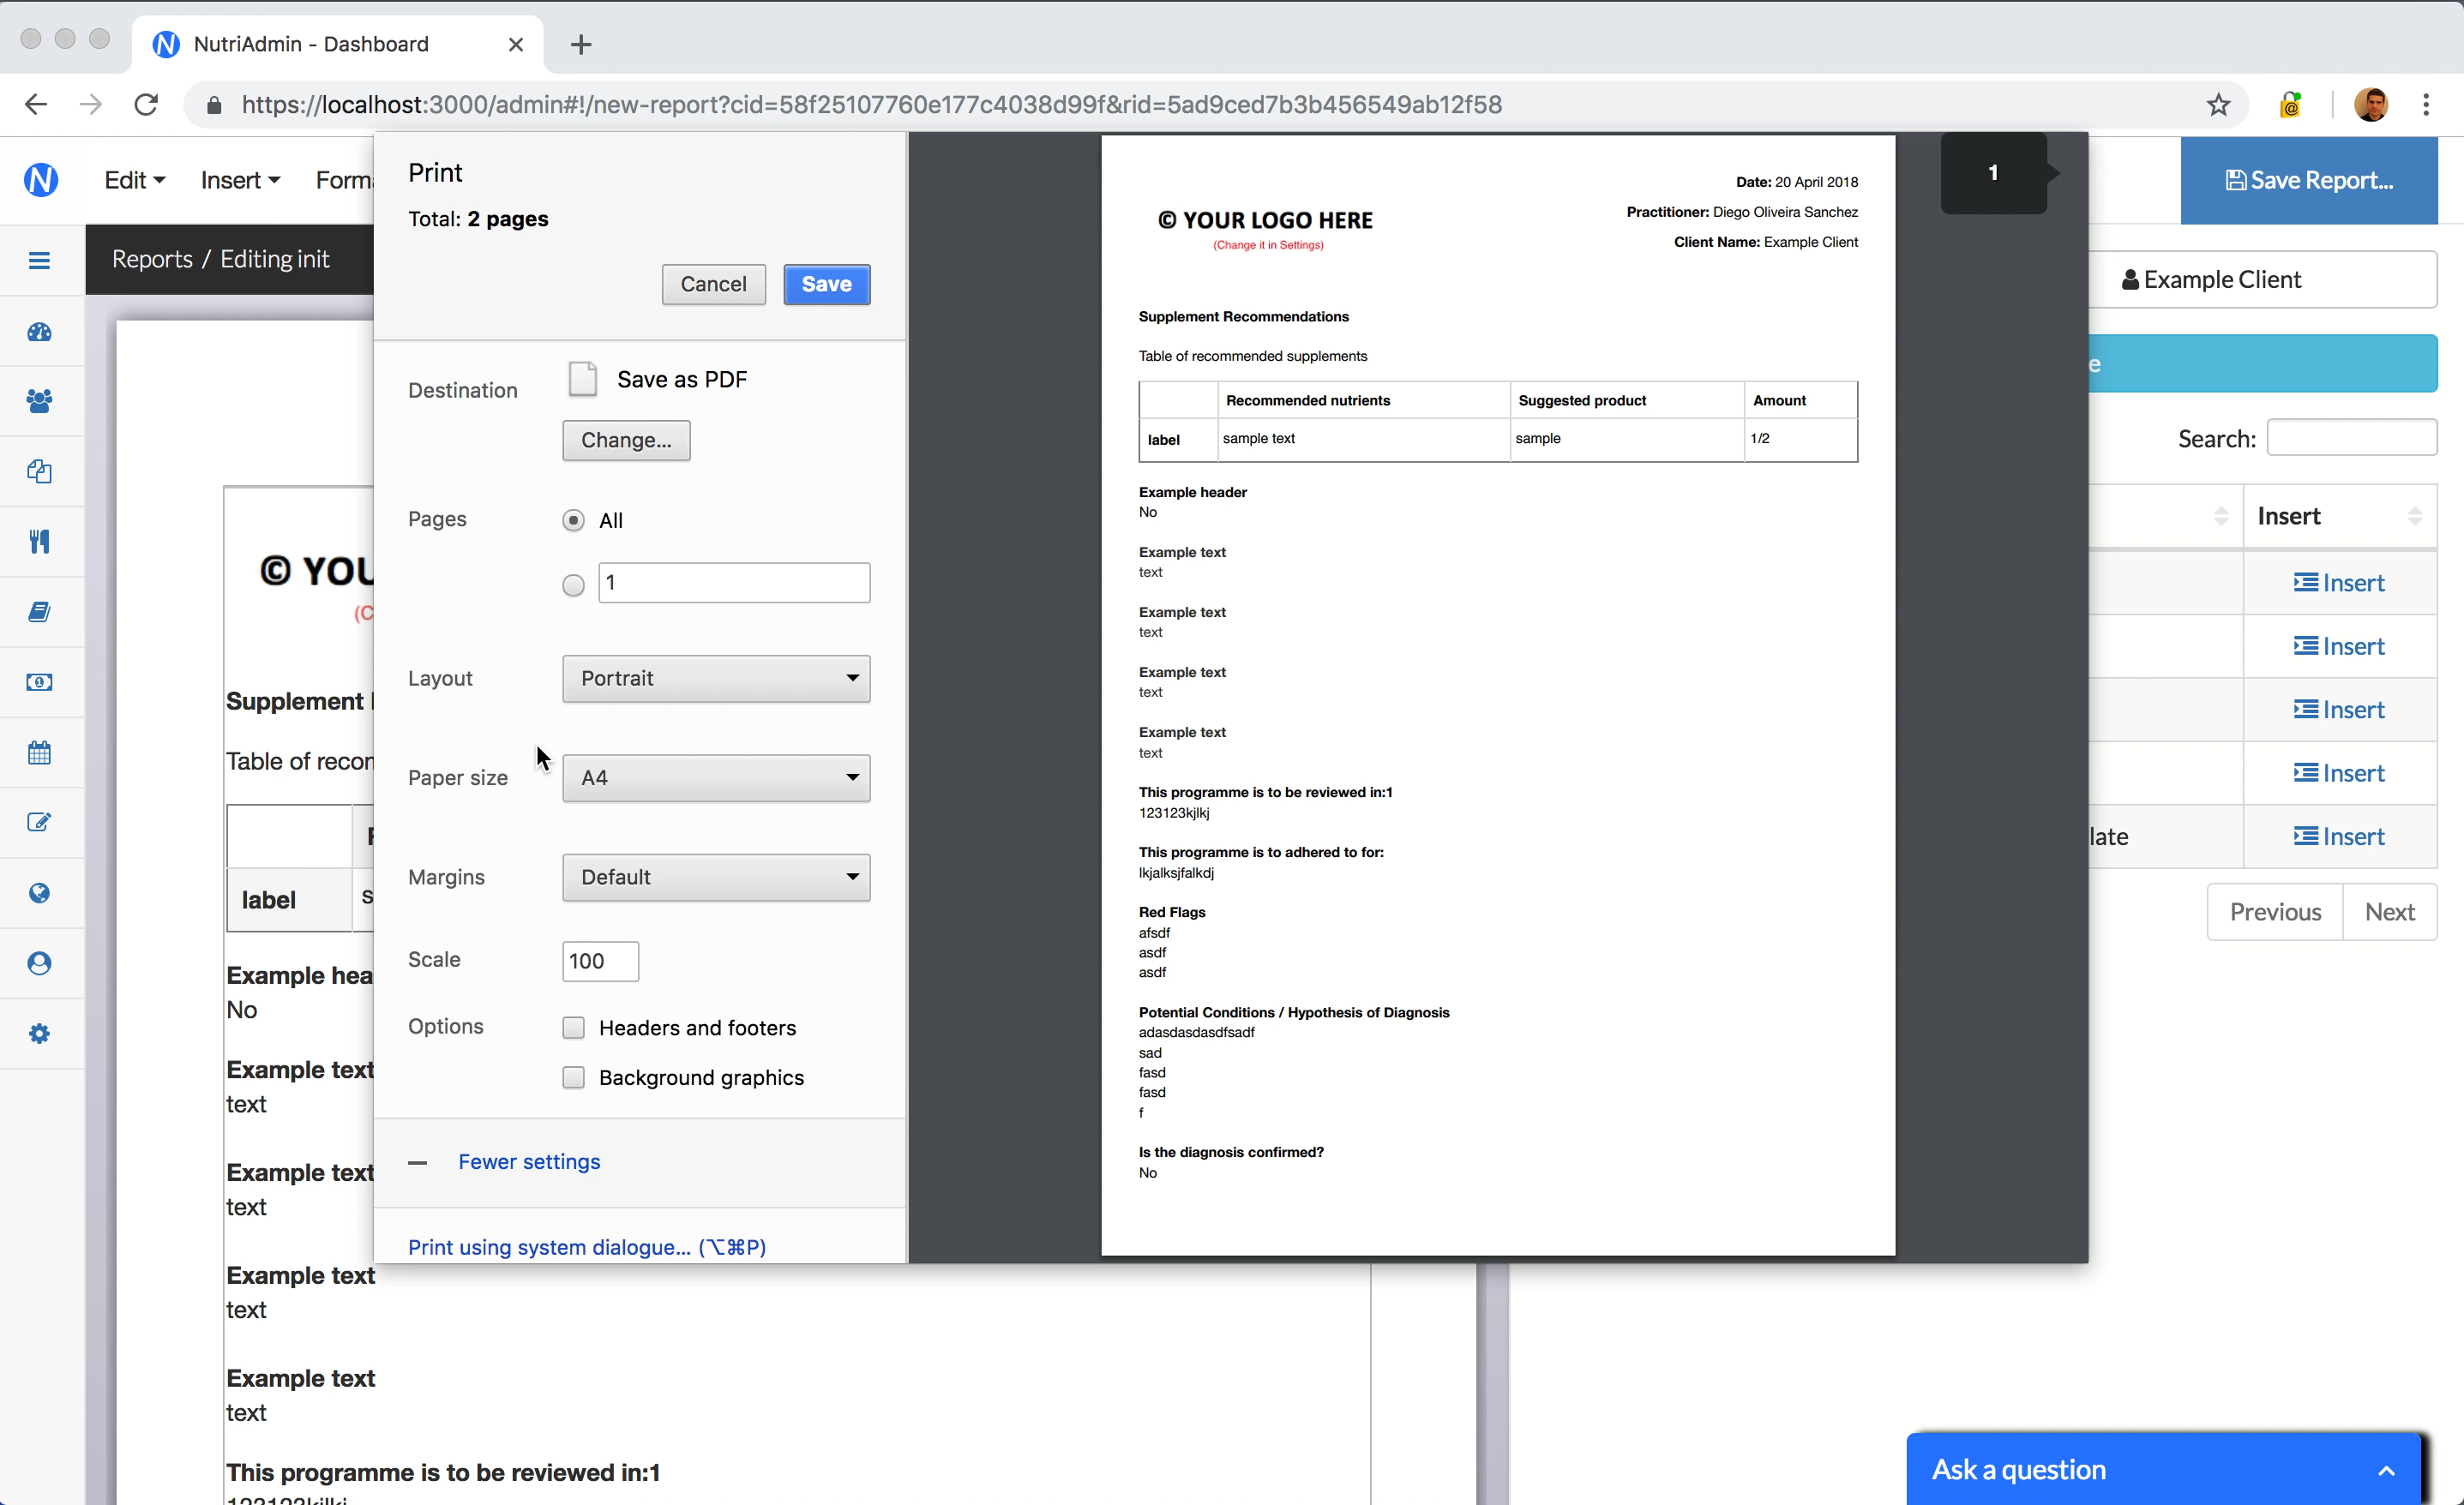 NutriAdmin - Dashboard
https://localhost:3000/admin#!/new-report?cid=58f25107760e177c4038d99f&rid=5ad9ced7b3b456549ab12f58
N Edit Insert Form
Save Report...
Reports / Editing init
Example Client
e
Search:
Insert
Insert
Insert
Insert
Insert
late Insert
Previous Next
© YOU
(C
Supplement
Table of recon
label s
Example hea
No
Example text
text
Example text
text
Example text
text
Example text
text
This programme is to be reviewed in:1
Print
Total: 2 pages
Cancel Save
Destination Save as PDF
Change...
Pages All
1
Layout Portrait
Paper size A4
Margins Default
Scale 100
Options Headers and footers
Background graphics
Fewer settings
Print using system dialogue... (⌥⌘P)
1
Date: 20 April 2018
Practitioner: Diego Oliveira Sanchez
Client Name: Example Client
© YOUR LOGO HERE
(Change it in Settings)
Supplement Recommendations
Table of recommended supplements
Recommended nutrients Suggested product Amount
label sample text sample 1/2
Example header
No
Example text
text
Example text
text
Example text
text
Example text
text
This programme is to be reviewed in:1
123123kjlkj
This programme is to adhered to for:
lkjalksjfalkdj
Red Flags
afsdf
asdf
asdf
Potential Conditions / Hypothesis of Diagnosis
adasdasdasdfsadf
sad
fasd
fasd
f
Is the diagnosis confirmed?
No
Ask a question